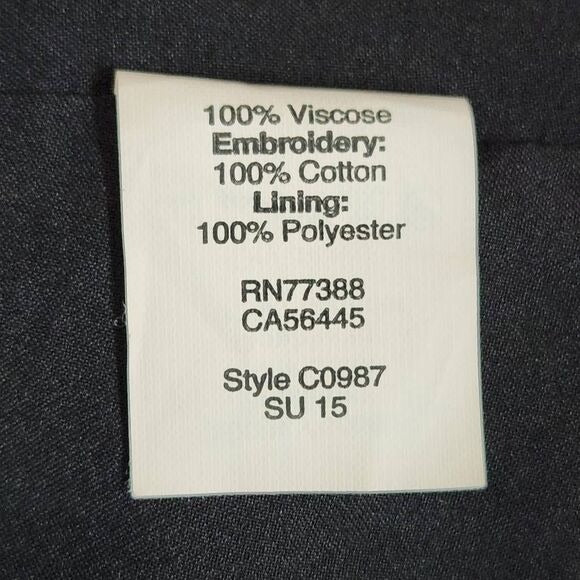 100% Viscose
Embroidery:
100% Cotton
Lining:
100% Polyester
RN77388
CA56445
Style C0987
SU 15